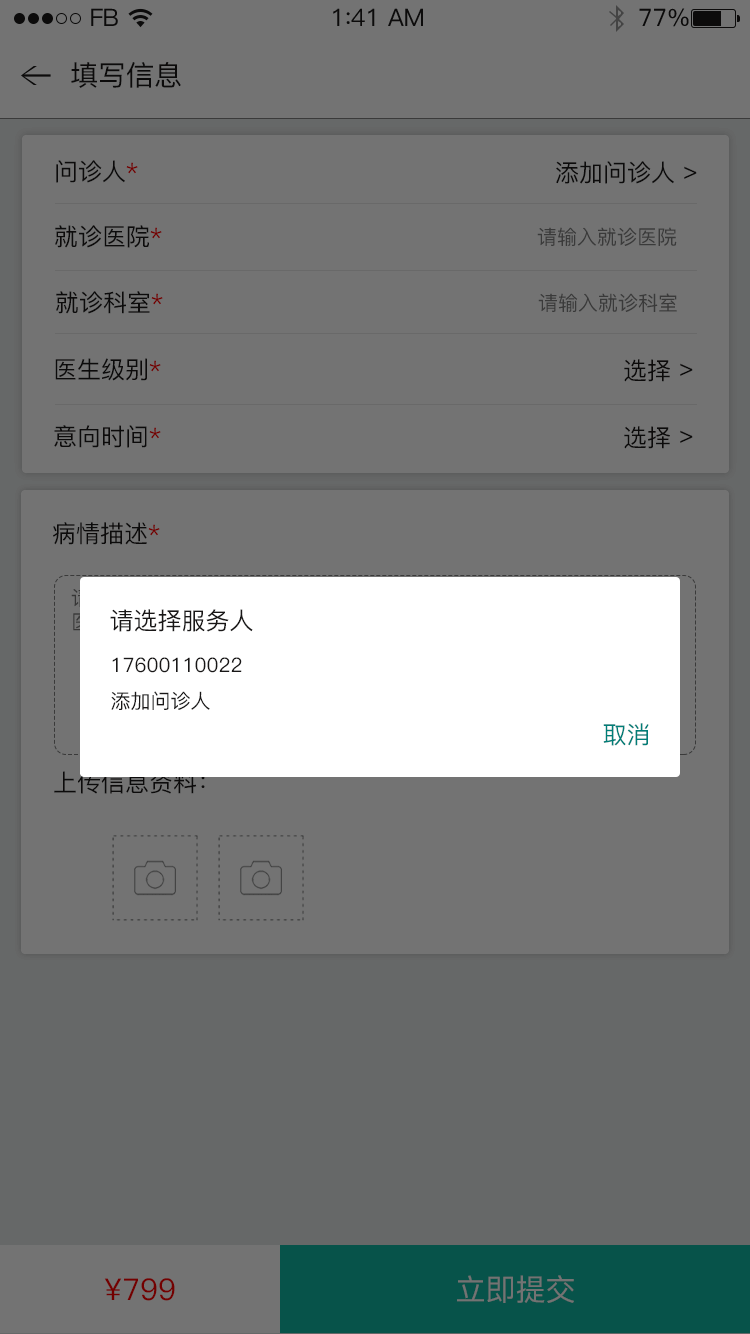 FB 1:41 AM 77%
填写信息
问诊人* 添加问诊人 >
就诊医院* 请输入就诊医院
就诊科室* 请输入就诊科室
医生级别* 选择 >
意向时间* 选择 >
病情描述*
请选择服务人
17600110022
添加问诊人
取消
上传信息资料：
¥799 立即提交